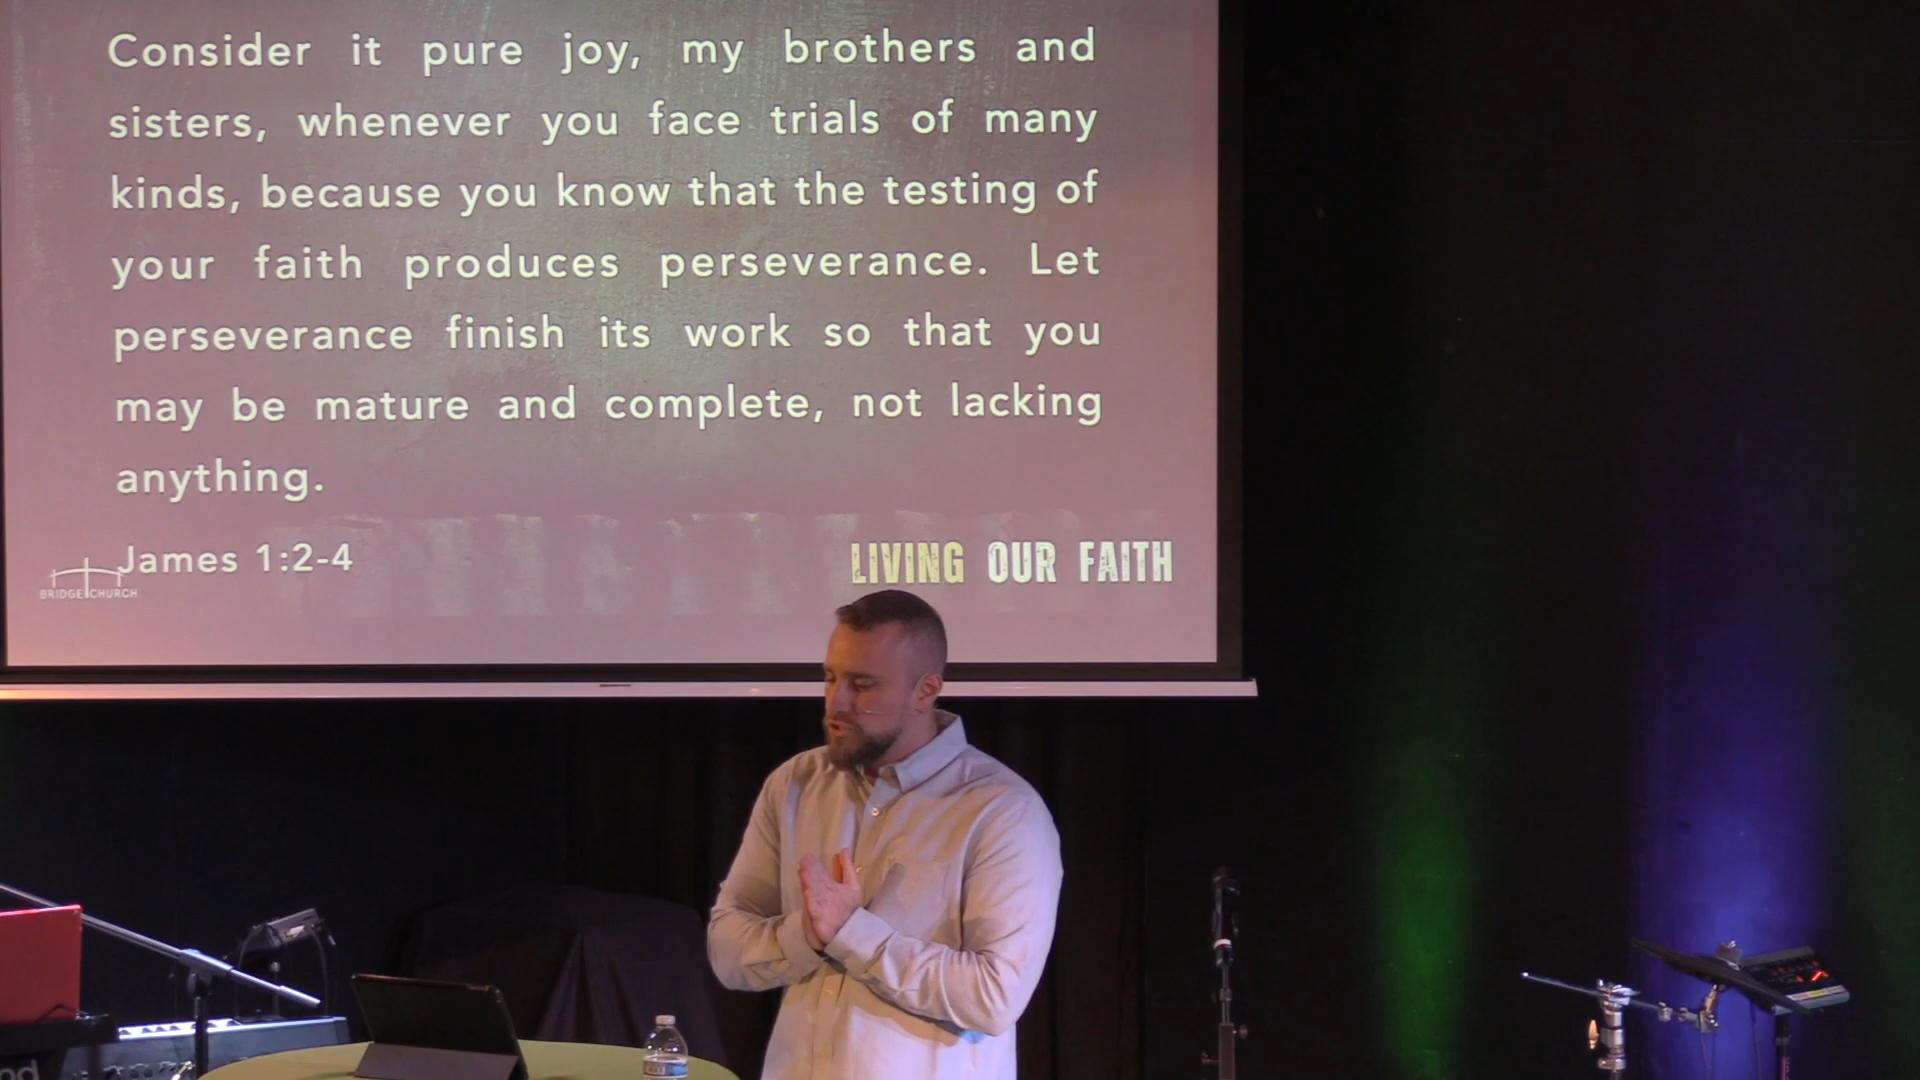 Consider it pure joy, my brothers and
sisters, whenever you face trials of many
kinds, because you know that the testing of
your faith produces perseverance. Let
perseverance finish its work so that you
may be mature and complete, not lacking
anything.
James 1:2-4
BRIDGE CHURCH
LIVING OUR FAITH